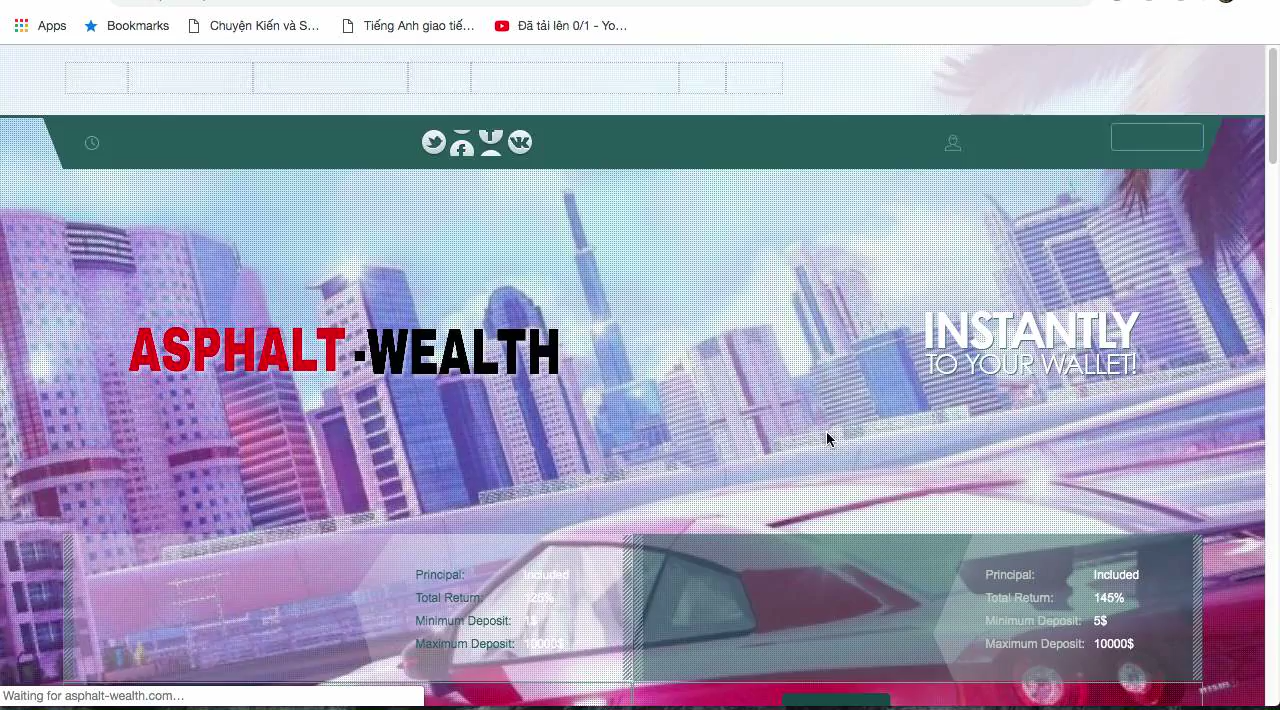 Apps Bookmarks Chuyện Kiến và S... Tiếng Anh giao tiế... Đã tải lên 0/1 - Yo...
ASPHALT-WEALTH
INSTANTLY
TO YOUR WALLET!
Principal: Included
Total Return:
Minimum Deposit:
Maximum Deposit: 1000$
Principal: Included
Total Return: 145%
Minimum Deposit: 5$
Maximum Deposit: 10000$
Waiting for asphalt-wealth.com...